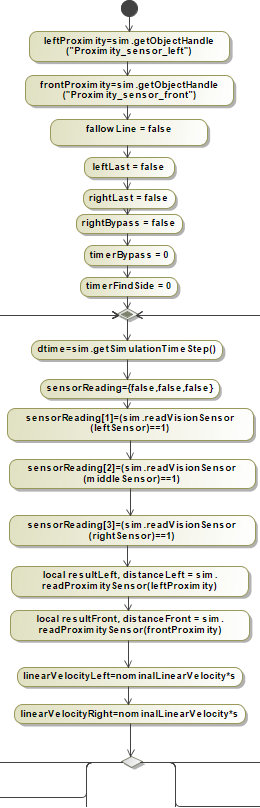 leftProximity=sim.getObjectHandle
("Proximity_sensor_left")
frontProximity=sim.getObjectHandle
("Proximity_sensor_front")
fallowLine = false
leftLast = false
rightLast = false
rightBypass = false
timerBypass = 0
timerFindSide = 0
dtime=sim.getSimulationTimeStep()
sensorReading={false,false,false}
sensorReading[1]=(sim.readVisionSensor
(leftSensor)==1)
sensorReading[2]=(sim.readVisionSensor
(middleSensor)==1)
sensorReading[3]=(sim.readVisionSensor
(rightSensor)==1)
local resultLeft, distanceLeft = sim.
readProximitySensor(leftProximity)
local resultFront, distanceFront = sim.
readProximitySensor(frontProximity)
linearVelocityLeft=nominalLinearVelocity*s
linearVelocityRight=nominalLinearVelocity*s